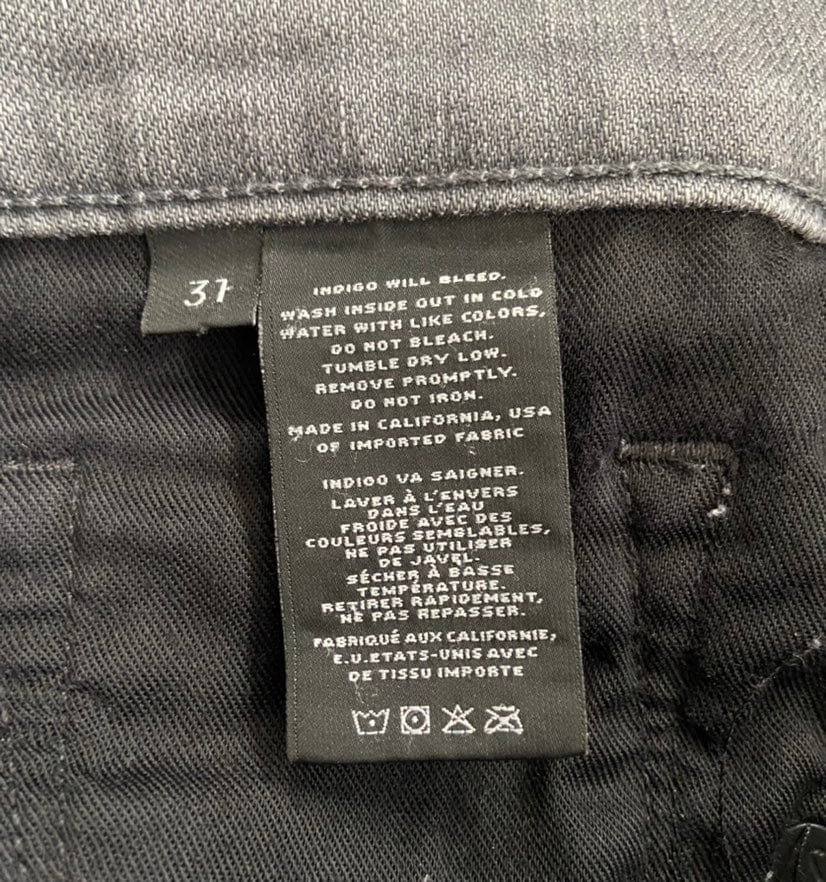 31
INDIGO WILL BLEED.
WASH INSIDE OUT IN COLD
WATER WITH LIKE COLORS,
DO NOT BLEACH.
TUMBLE DRY LOW.
REMOVE PROMPTLY.
DO NOT IRON.
MADE IN CALIFORNIA, USA
OF IMPORTED FABRIC
INDIGO VA SAIGNER.
LAVER À L'ENVERS
DANS L'EAU
FROIDE AVEC DES
COULEURS SEMBLABLES,
NE PAS UTILISER
DE JAVEL.
SÉCHER À BASSE
TEMPÉRATURE.
RETIRER RAPIDEMENT,
NE PAS REPASSER.
FABRIQUÉ AUX CALIFORNIE,
E.U.ETATS-UNIS AVEC
DE TISSU IMPORTE